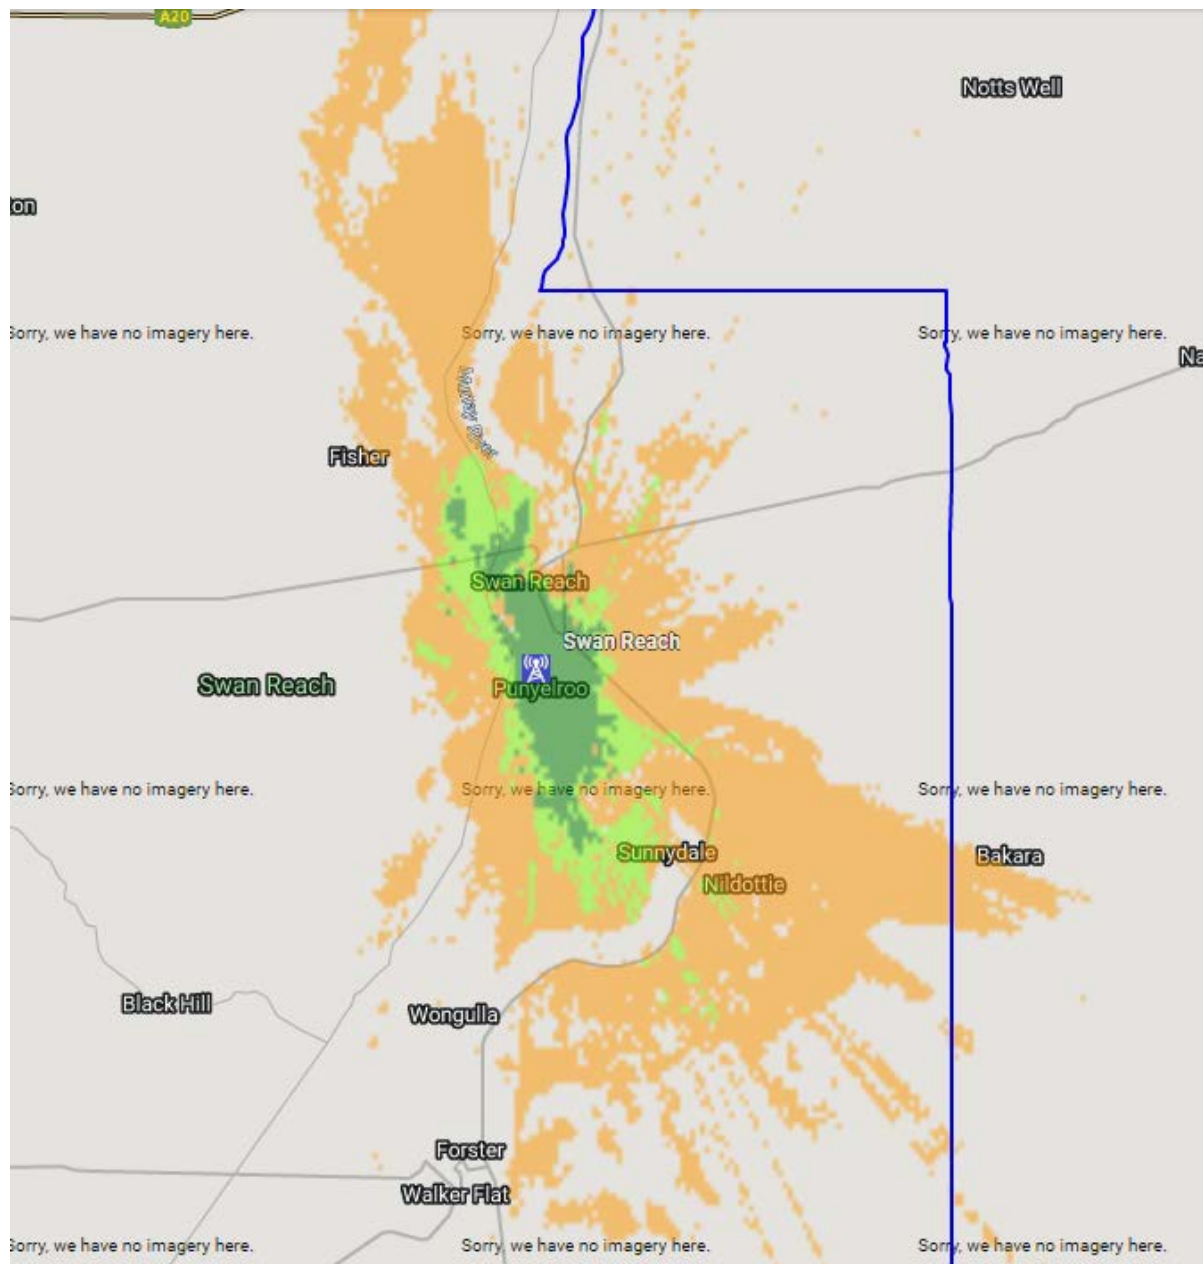 A20
Notts Well
on
Sorry, we have no imagery here.
Sorry, we have no imagery here.
Sorry, we have no imagery here.
Na
Murray River
Fisher
Swan Reach
Swan Reach
Swan Reach
Punyelroo
Sorry, we have no imagery here.
Sorry, we have no imagery here.
Sorry, we have no imagery here.
Sunnydale
Bakara
Nildottie
Black Hill
Wongulla
Forster
Walker Flat
Sorry, we have no imagery here.
Sorry, we have no imagery here.
Sorry, we have no imagery here.